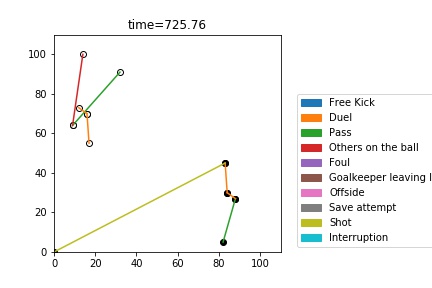 time=725.76
100
80
60
40
20
0
0 20 40 60 80 100
Free Kick
Duel
Pass
Others on the ball
Foul
Goalkeeper leaving l
Offside
Save attempt
Shot
Interruption